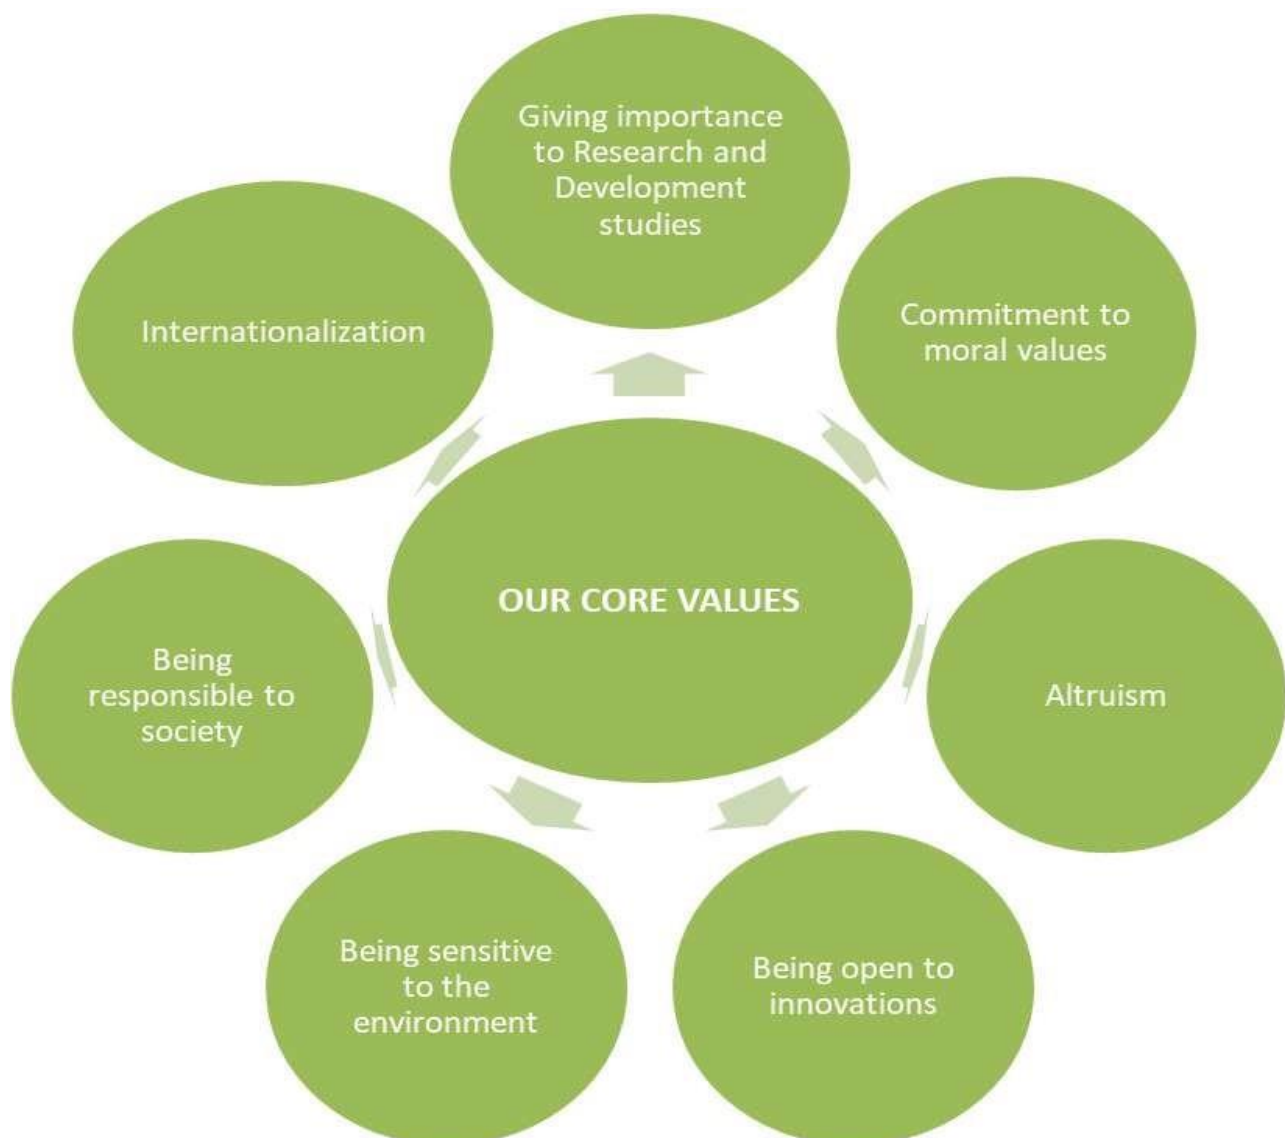 Giving importance
to Research and
Development
studies
Commitment to
moral values
Internationalization
OUR CORE VALUES
Altruism
Being
responsible to
society
Being sensitive
to the
environment
Being open to
innovations